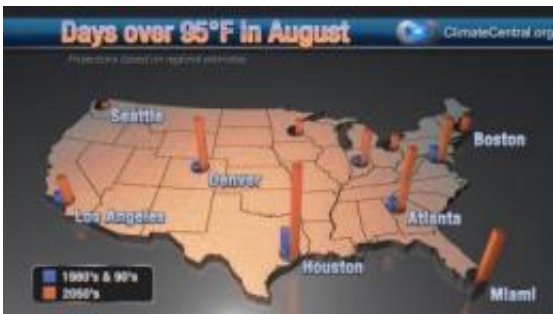 Days over 95°F in August
ClimateCentral.org
Projections based on regional estimates
Seattle
Boston
Denver
Los Angeles
Atlanta
Houston
Miami
1980's & 90's
2050's